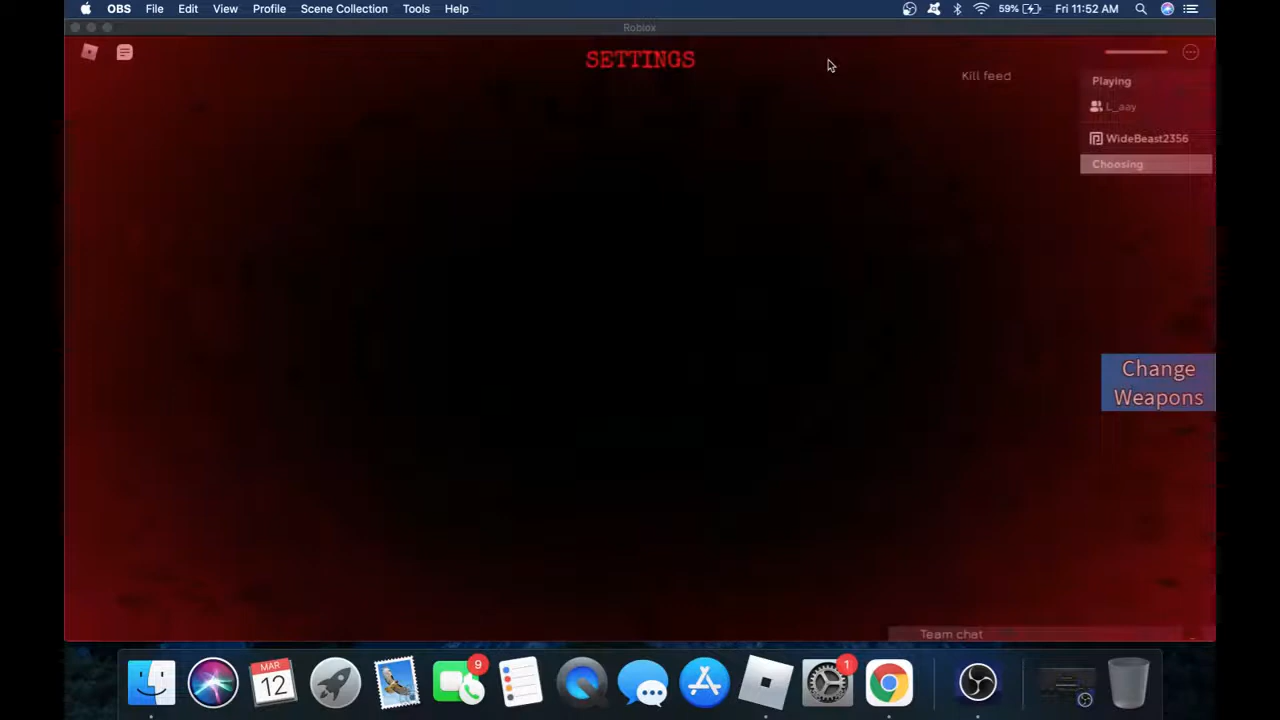 OBS File Edit View Profile Scene Collection Tools Help 59% Fri 11:52 AM
Roblox
SETTINGS
Kill feed
Playing
L_aay
WideBeast2356
Choosing
Change
Weapons
Team chat
9
1
MAR
12